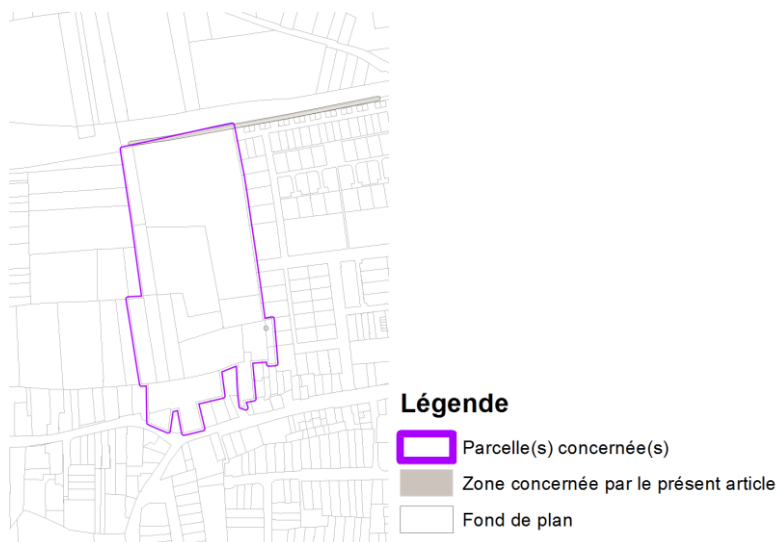 Légende
Parcelle(s) concernée(s)
Zone concernée par le présent article
Fond de plan